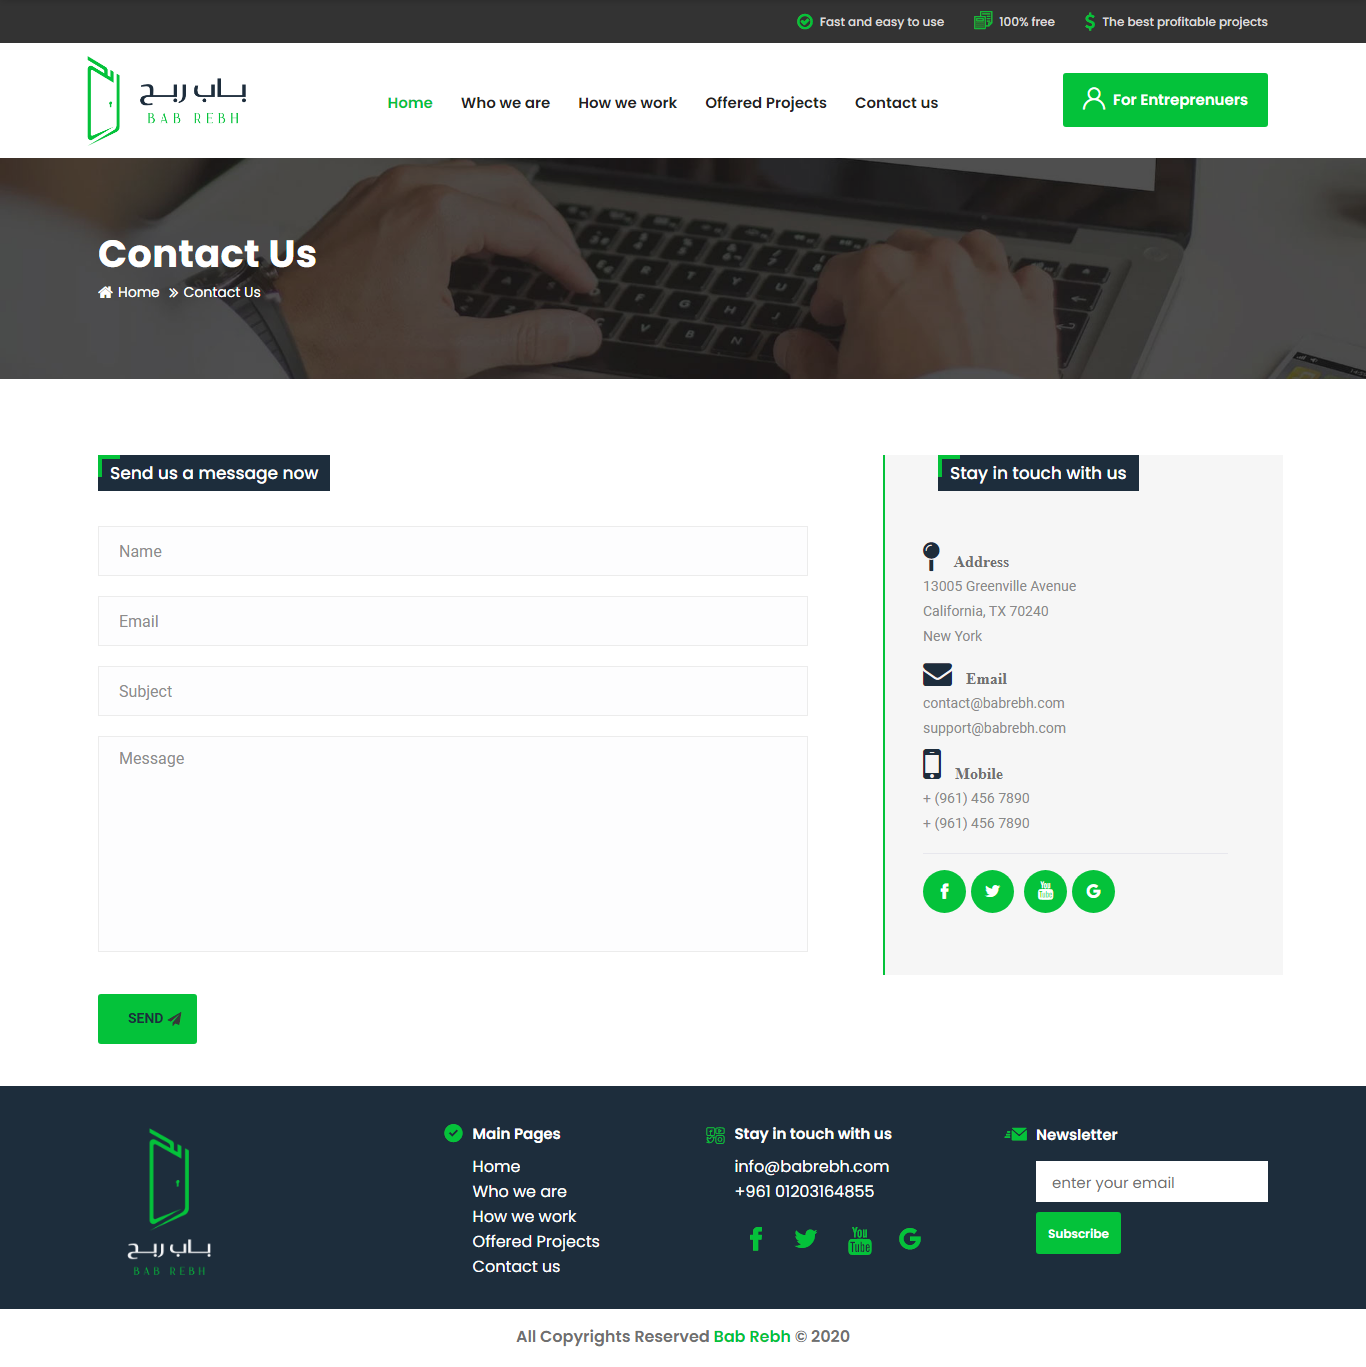 Fast and easy to use
100% free
The best profitable projects
باب ربح
BAB REBH
Home
Who we are
How we work
Offered Projects
Contact us
For Entreprenuers
Contact Us
Home
Contact Us
Send us a message now
Name
Email
Subject
Message
SEND
Stay in touch with us
Address
13005 Greenville Avenue
California, TX 70240
New York
Email
contact@babrebh.com
support@babrebh.com
Mobile
+ (961) 456 7890
+ (961) 456 7890
You
Tube
باب ربح
BAB REBH
Main Pages
Home
Who we are
How we work
Offered Projects
Contact us
Stay in touch with us
info@babrebh.com
+961 01203164855
You
Tube
Newsletter
enter your email
Subscribe
All Copyrights Reserved Bab Rebh © 2020